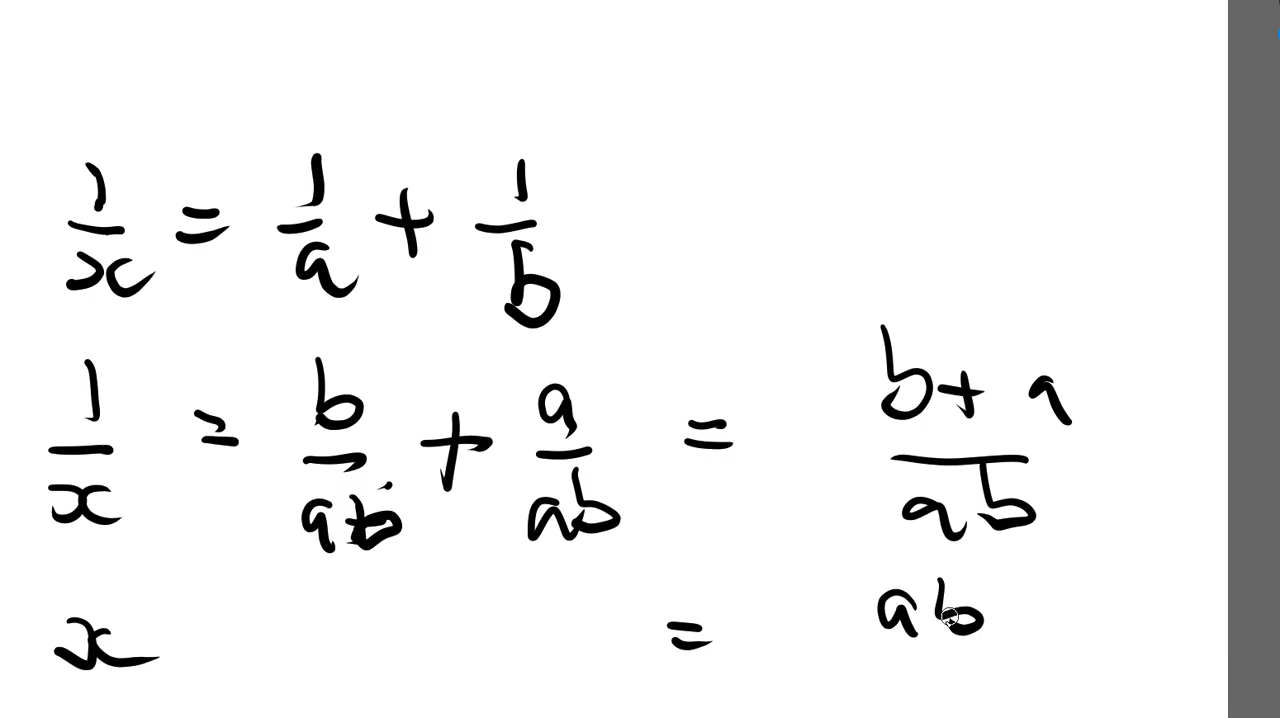 1/x = 1/a + 1/b
1/x = b/ab + a/ab = b + a/ab
x = ab